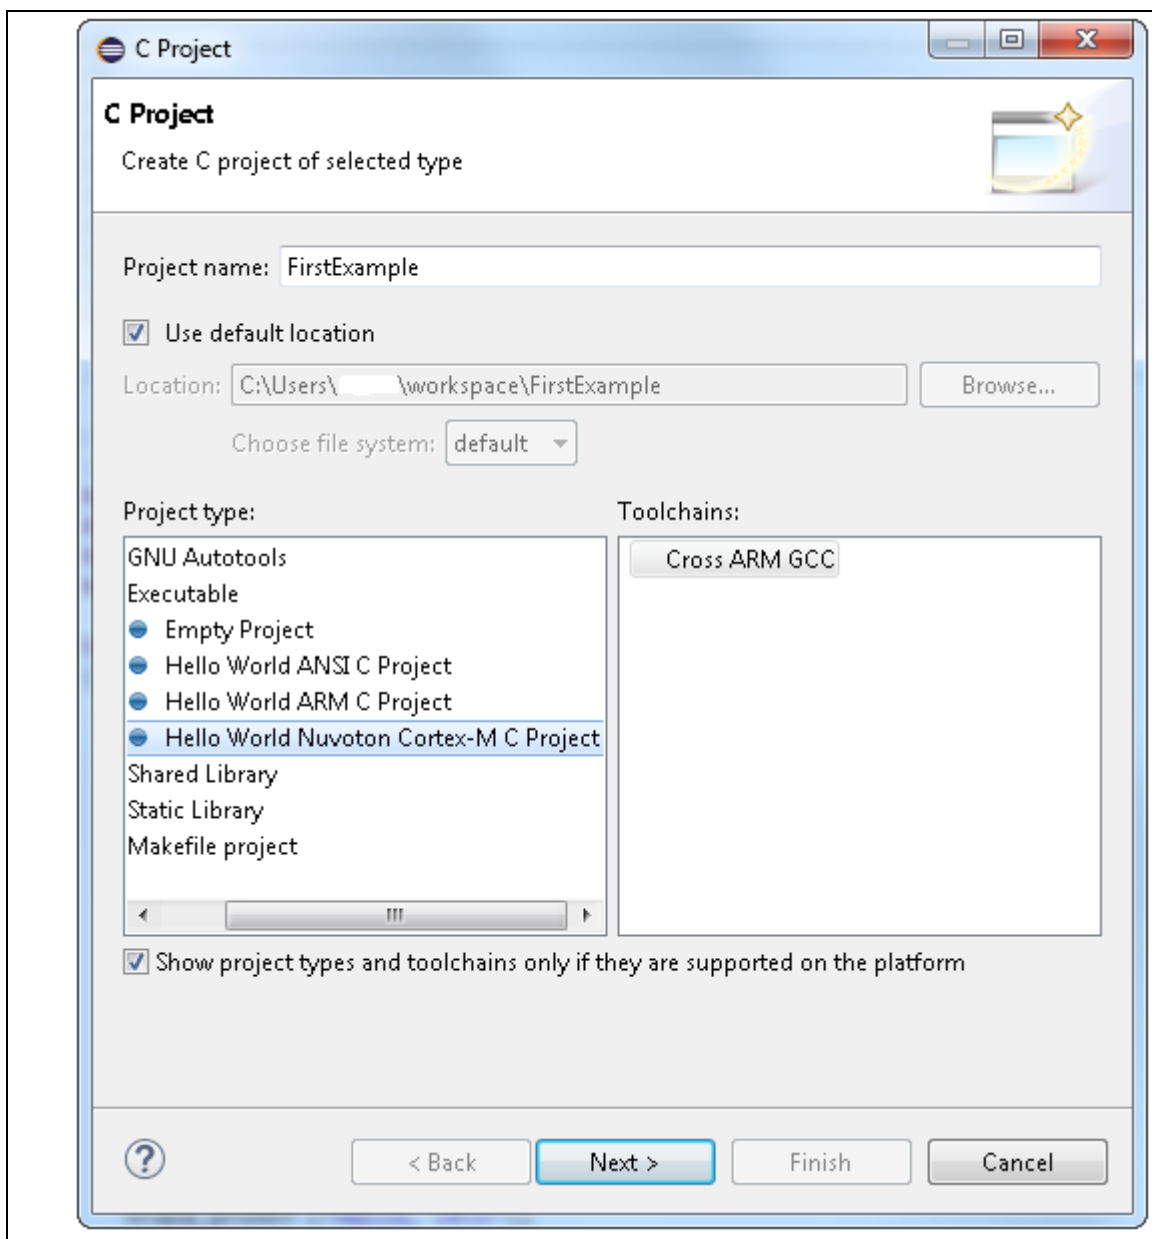 C Project
C Project
Create C project of selected type
Project name: FirstExample
Use default location
Location: C:\Users\ \workspace\FirstExample Browse...
Choose file system: default
Project type: Toolchains:
GNU Autotools Cross ARM GCC
Executable
Empty Project
Hello World ANSI C Project
Hello World ARM C Project
Hello World Nuvoton Cortex-M C Project
Shared Library
Static Library
Makefile project
Show project types and toolchains only if they are supported on the platform
? < Back Next > Finish Cancel